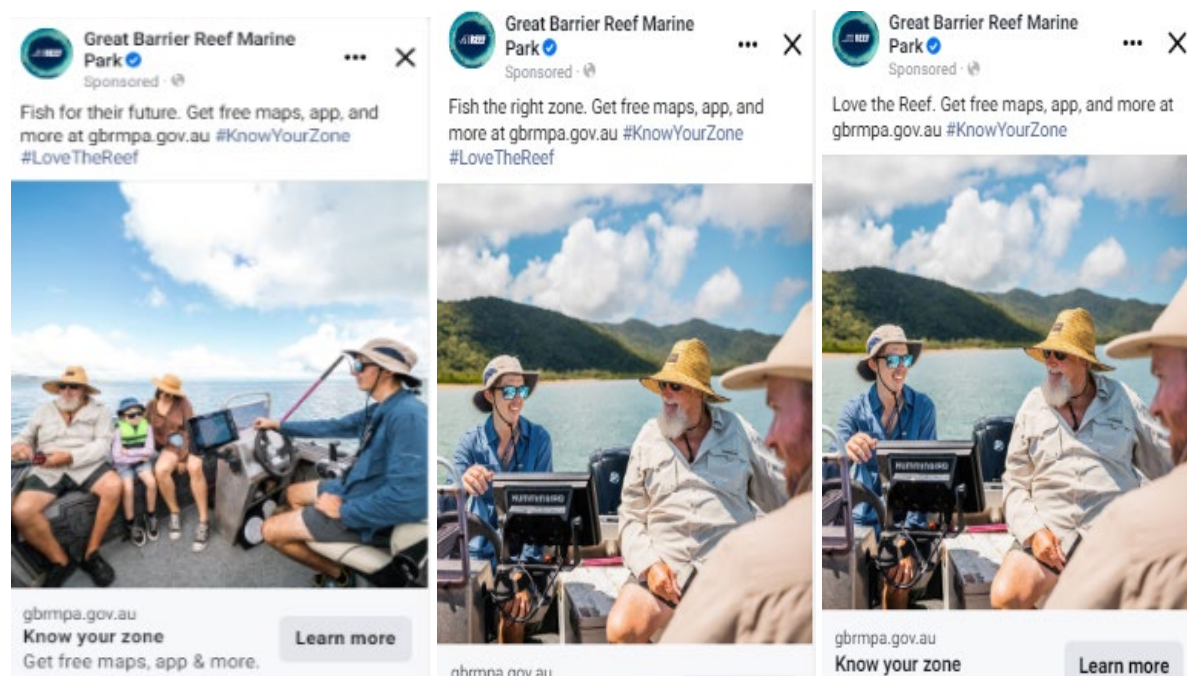 Great Barrier Reef Marine
Park
Sponsored ·
Fish for their future. Get free maps, app, and
more at gbrmpa.gov.au #KnowYourZone
#LoveTheReef
gbrmpa.gov.au
Know your zone
Get free maps, app & more.
Learn more
Great Barrier Reef Marine
Park
Sponsored ·
Fish the right zone. Get free maps, app, and
more at gbrmpa.gov.au #KnowYourZone
#LoveTheReef
HUMMINBIRD
gbrmpa.gov.au
Great Barrier Reef Marine
Park
Sponsored ·
Love the Reef. Get free maps, app, and more at
gbrmpa.gov.au #KnowYourZone
HUMMINBIRD
gbrmpa.gov.au
Know your zone
Learn more